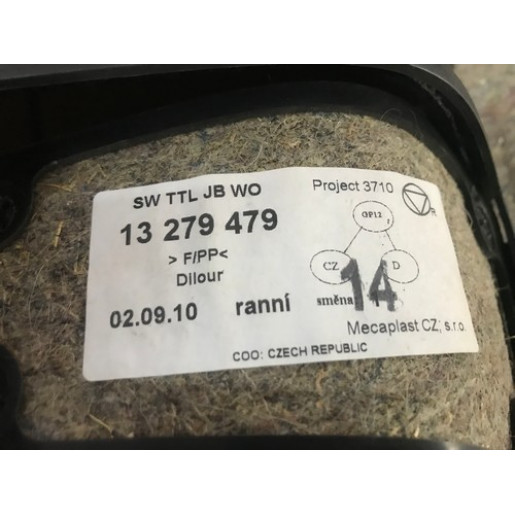 SW TTL JB WO
Project 3710
13 279 479
GP12
> F/PP<
Dilour
CZ
D
14
02.09.10 ranní směna
Mecaplast CZ, s.r.o.
COO: CZECH REPUBLIC